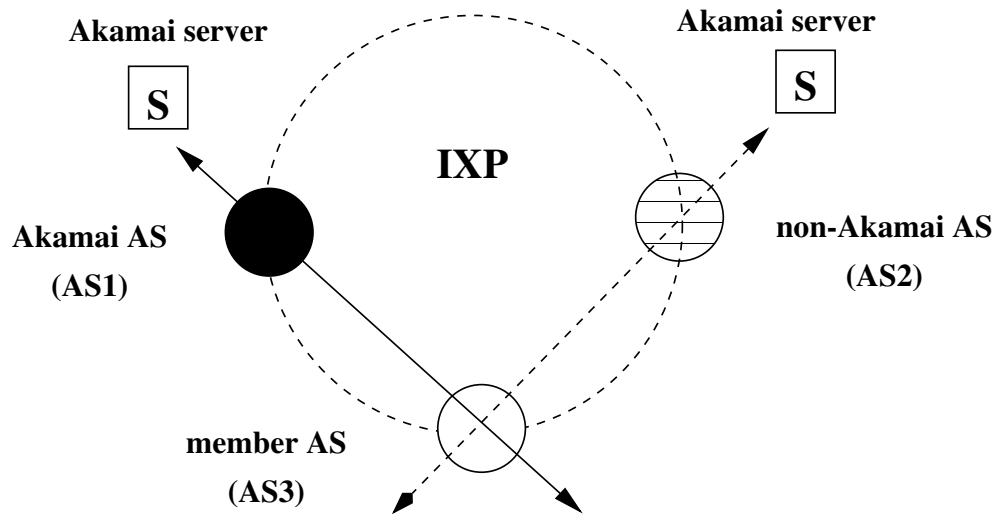 Akamai server
S
Akamai server
S
IXP
Akamai AS
(AS1)
non-Akamai AS
(AS2)
member AS
(AS3)